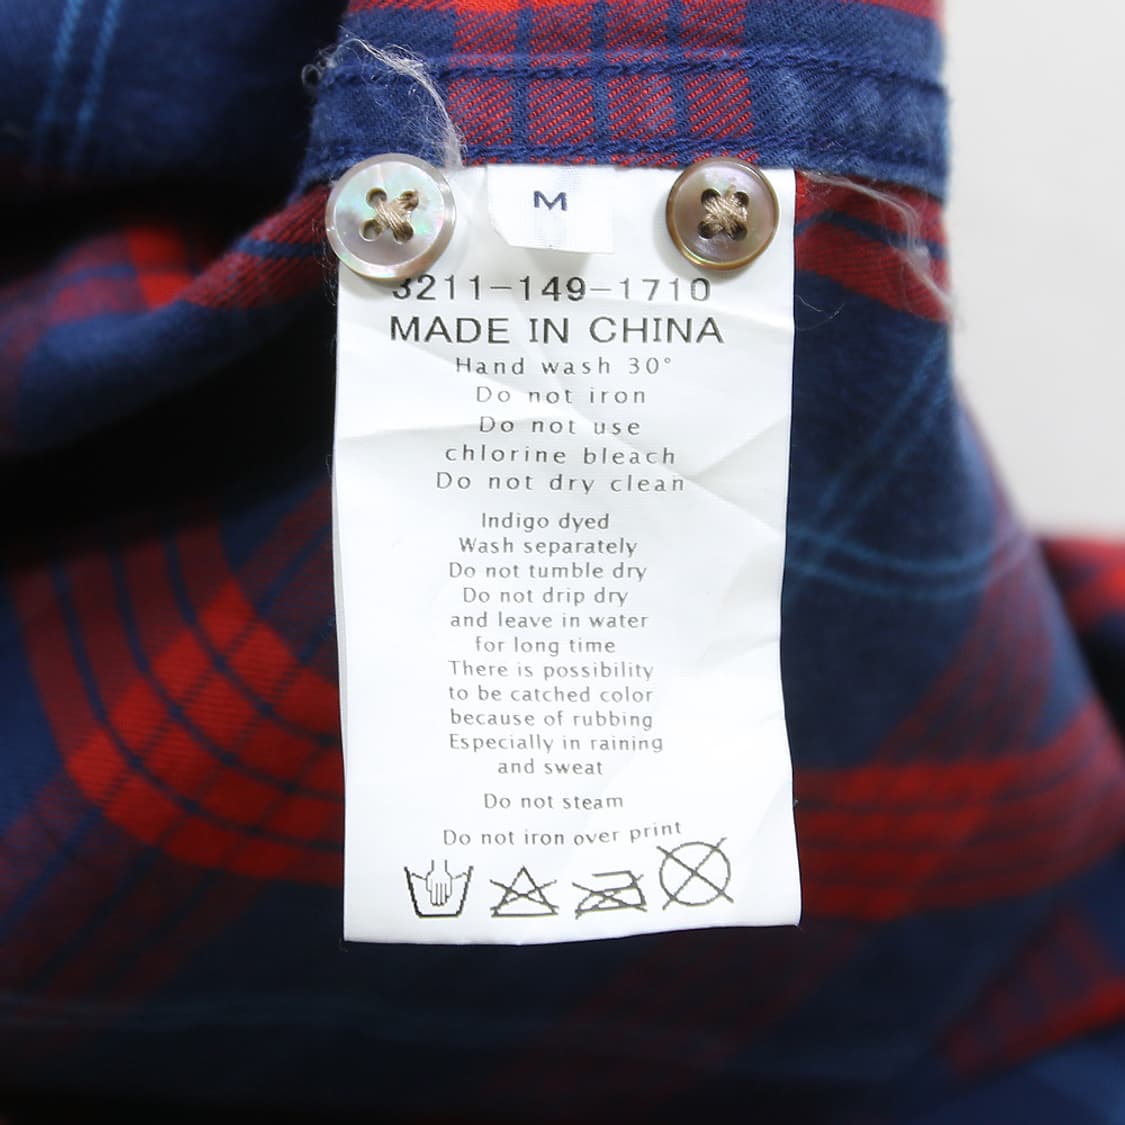 M
3211-149-1710
MADE IN CHINA
Hand wash 30°
Do not iron
Do not use
chlorine bleach
Do not dry clean
Indigo dyed
Wash separately
Do not tumble dry
Do not drip dry
and leave in water
for long time
There is possibility
to be catched color
because of rubbing
Especially in raining
and sweat
Do not steam
Do not iron over print